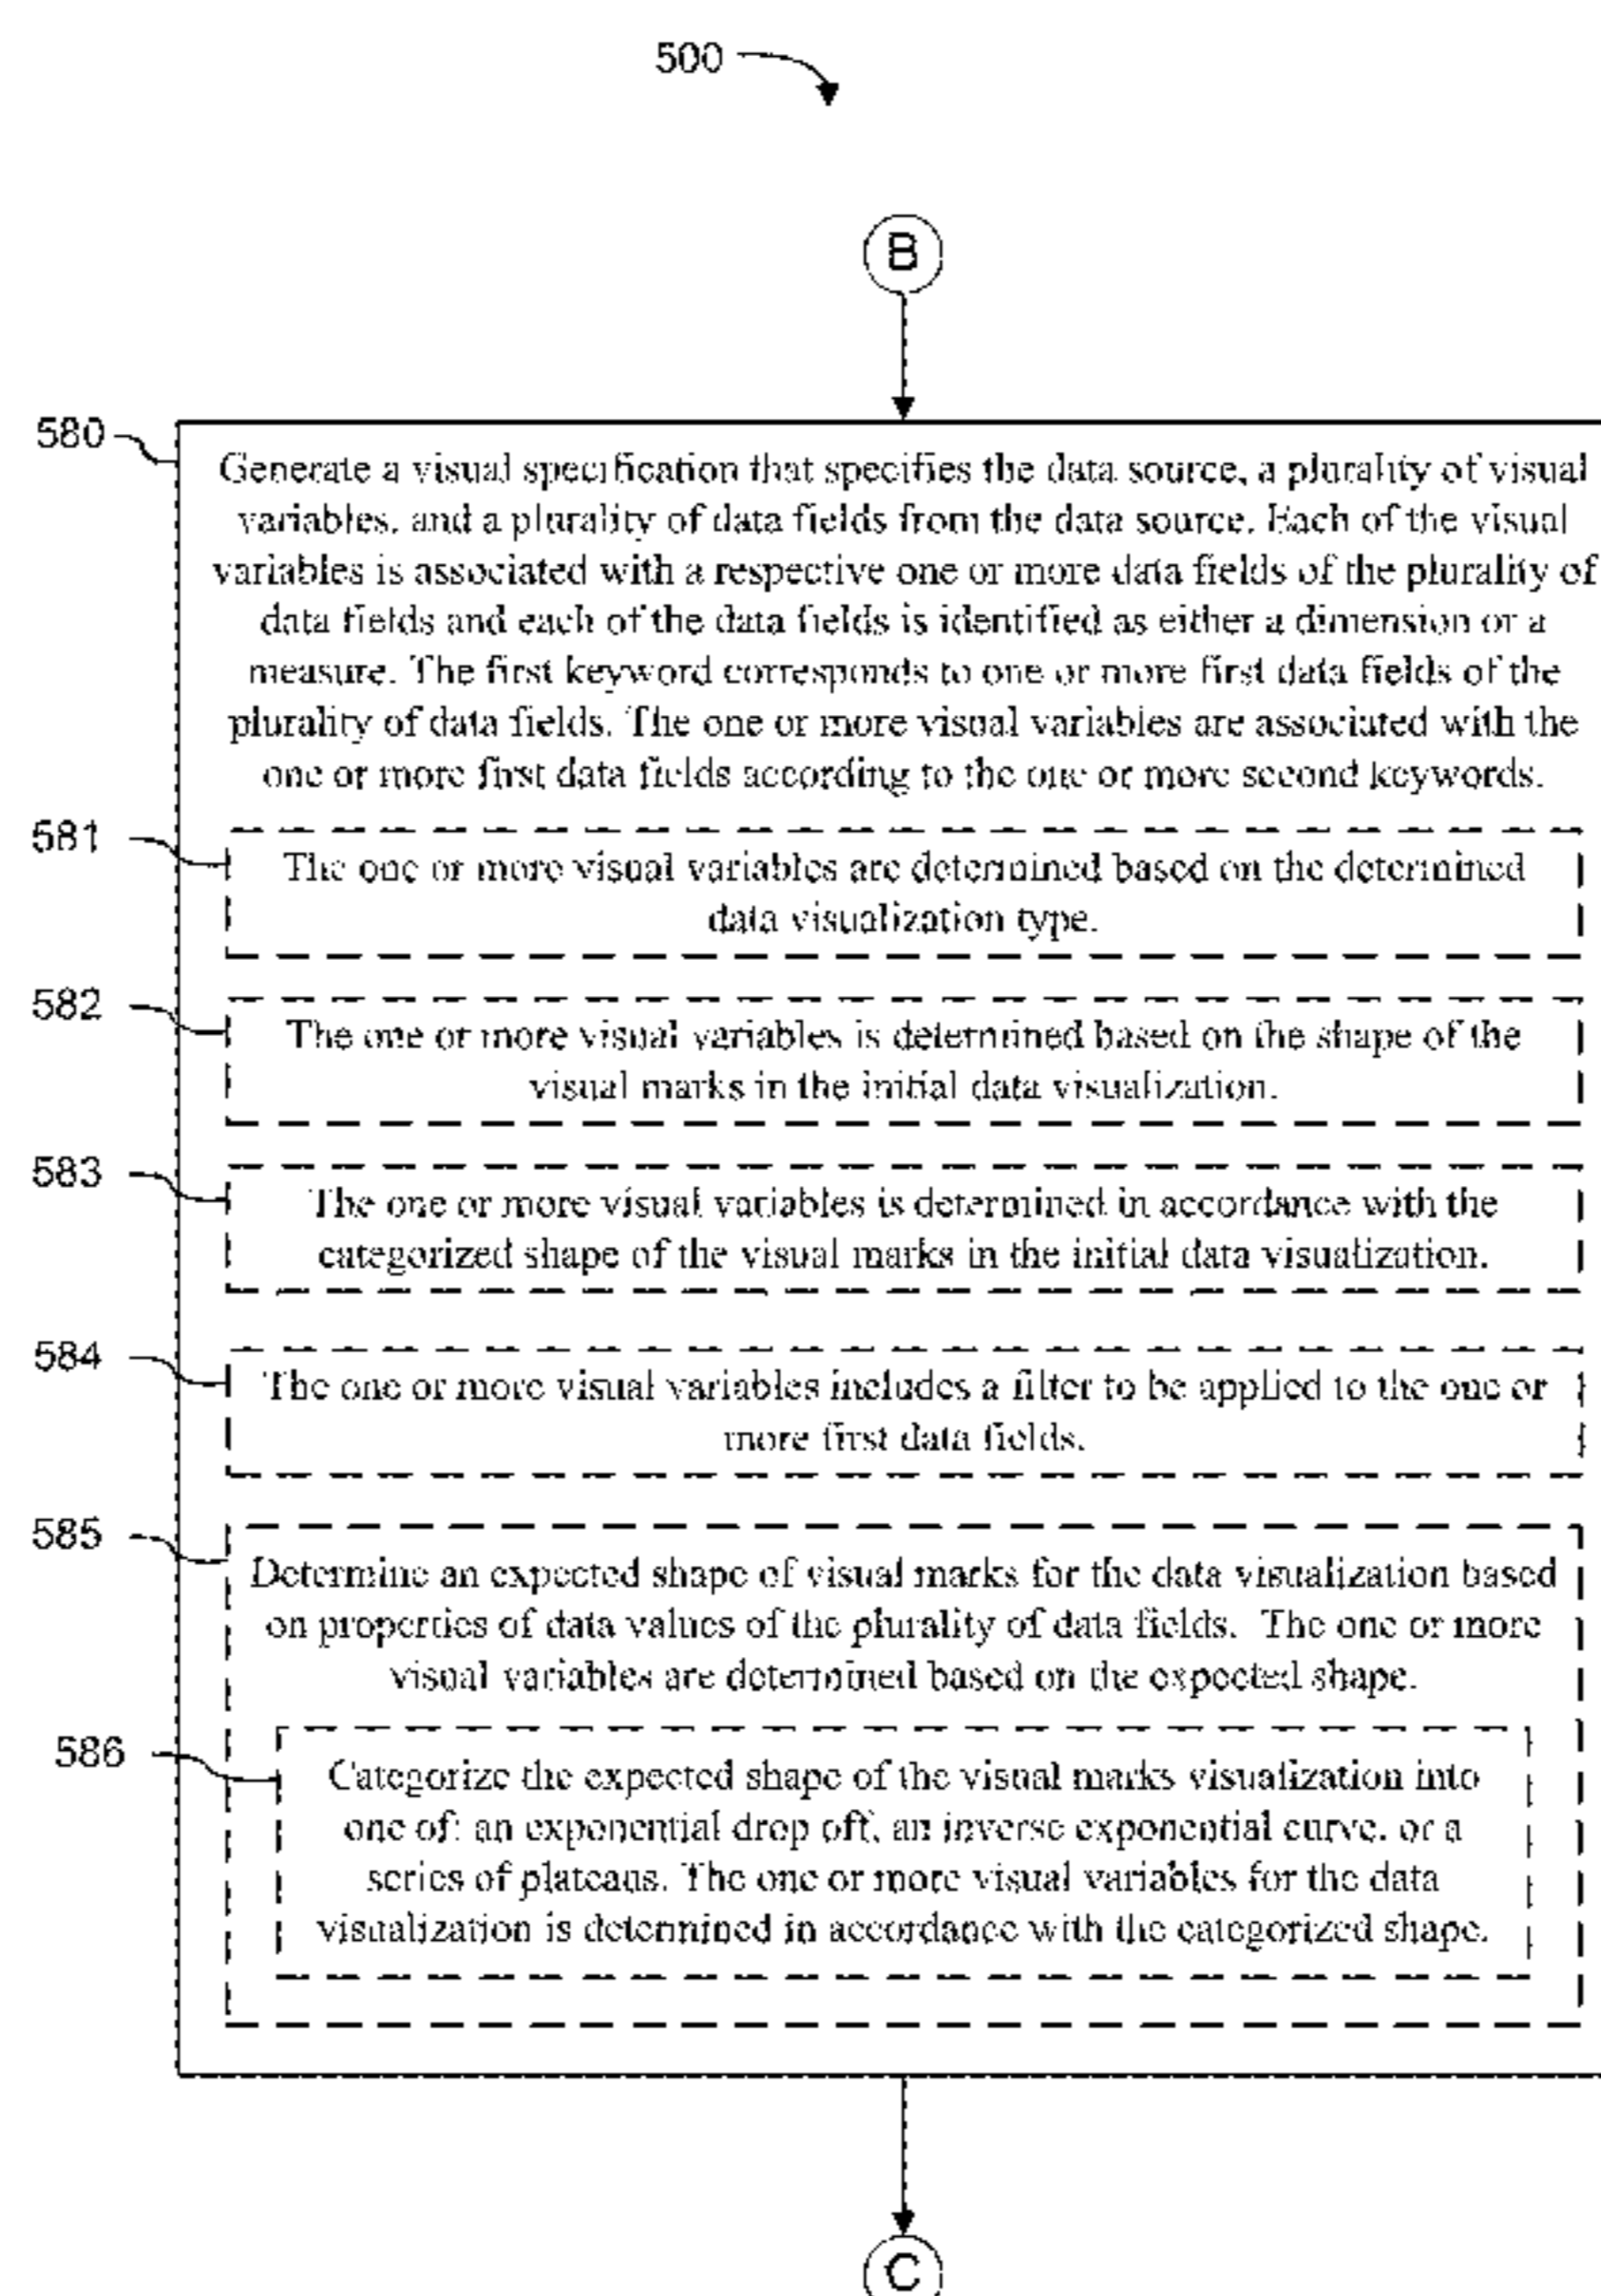 500
B
580
Generate a visual specification that specifies the data source, a plurality of visual
variables, and a plurality of data fields from the data source. Each of the visual
variables is associated with a respective one or more data fields of the plurality of
data fields and each of the data fields is identified as either a dimension or a
measure. The first keyword corresponds to one or more first data fields of the
plurality of data fields. The one or more visual variables are associated with the
one or more first data fields according to the one or more second keywords.
581
The one or more visual variables are determined based on the determined
data visualization type.
582
The one or more visual variables is determined based on the shape of the
visual marks in the initial data visualization.
583
The one or more visual variables is determined in accordance with the
categorized shape of the visual marks in the initial data visualization.
584
The one or more visual variables includes a filter to be applied to the one or
more first data fields.
585
Determine an expected shape of visual marks for the data visualization based
on properties of data values of the plurality of data fields. The one or more
visual variables are determined based on the expected shape.
586
Categorize the expected shape of the visual marks visualization into
one of: an exponential drop off, an inverse exponential curve, or a
series of plateaus. The one or more visual variables for the data
visualization is determined in accordance with the categorized shape.
C